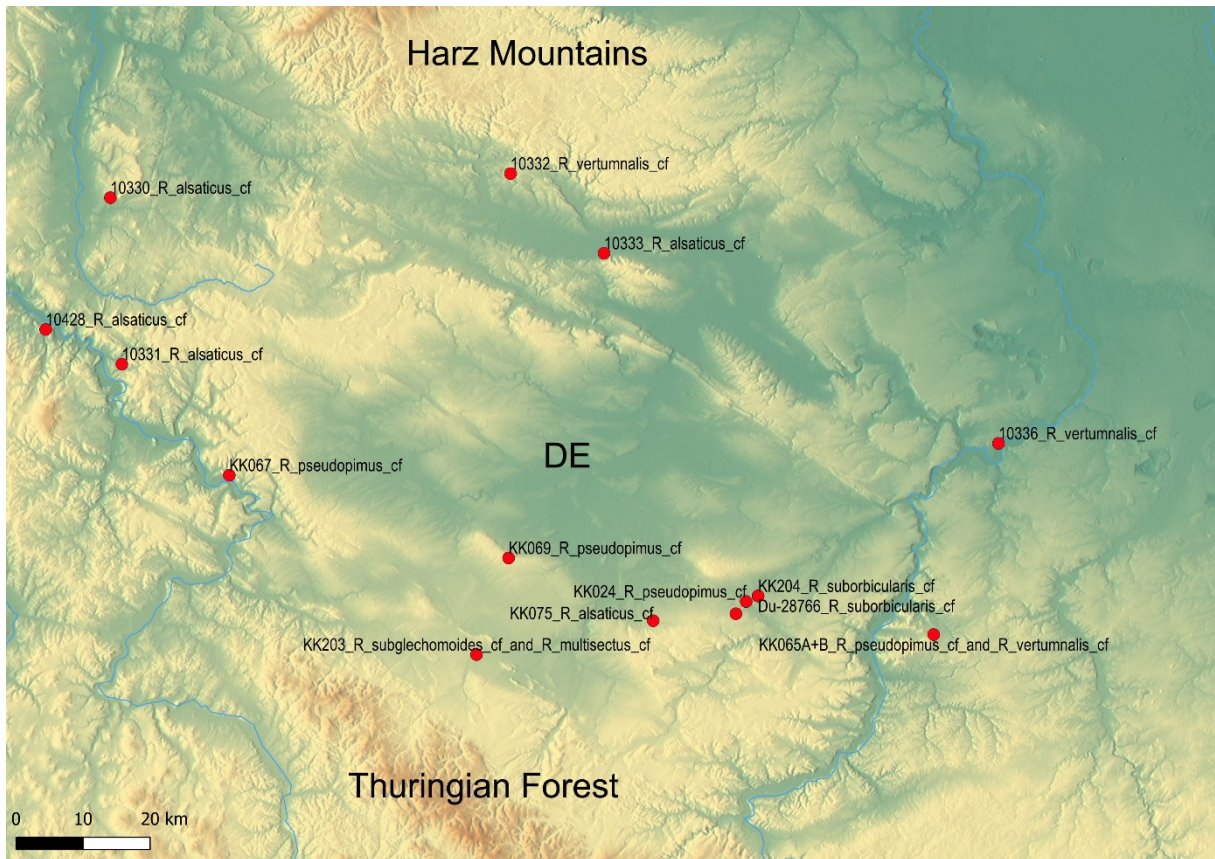 Harz Mountains
10332_R_vertumnalis_cf
10330_R_alsaticus_cf
10333_R_alsaticus_cf
10428_R_alsaticus_cf
10331_R_alsaticus_cf
10336_R_vertumnalis_cf
DE
KK067_R_pseudopimus_cf
KK069_R_pseudopimus_cf
KK204_R_suborbicularis_cf
KK024_R_pseudopimus_cf
Du-28766_R_suborbicularis_cf
KK075_R_alsaticus_cf
KK203_R_subglechomoides_cf_and_R_multisectus_cf
KK065A+B_R_pseudopimus_cf_and_R_vertumnalis_cf
Thuringian Forest
0 10 20 km